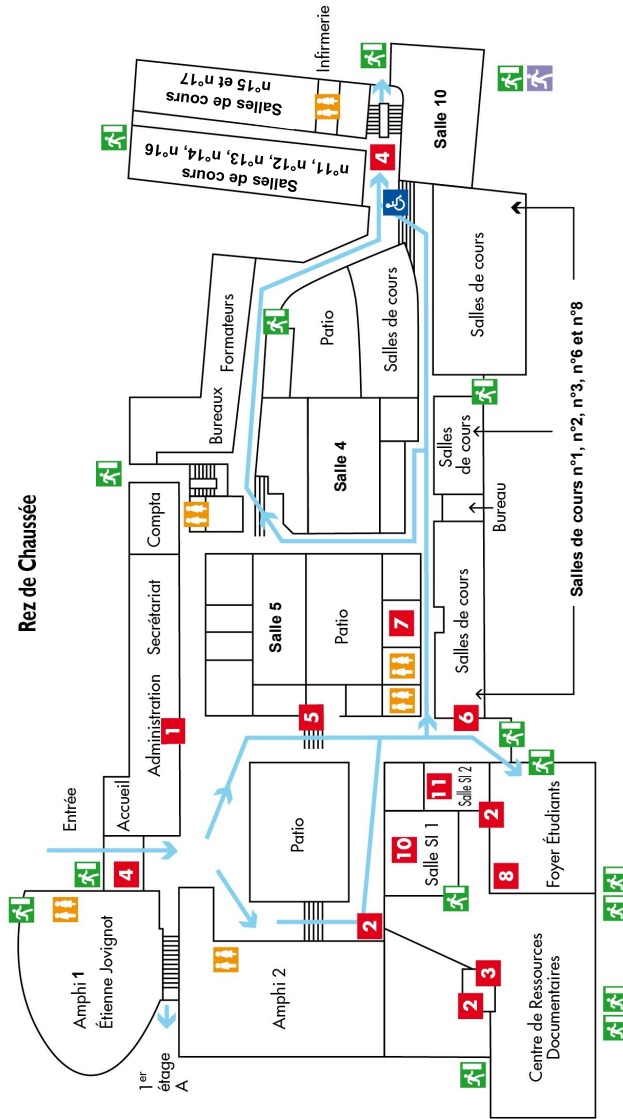 Rez de Chaussée
Entrée
Accueil
4
Amphi 1
Étienne Jovignot
1er
étage
A
Administration
Secrétariat
Compta
1
Bureaux
Formateurs
Salles de cours
n°11, n°12, n°13, n°14, n°16
Salles de cours
n°15 et n°17
Infirmerie
4
Salle 10
Amphi 2
Patio
2
5
Salle 5
Patio
7
Salle 4
Patio
Salles de cours
Salle SI 1
10
11
Salle SI 2
2
8
Foyer Étudiants
6
Salles de cours
Bureau
Salles
de cours
Salles de cours
2
3
Centre de Ressources
Documentaires
Salles de cours n°1, n°2, n°3, n°6 et n°8